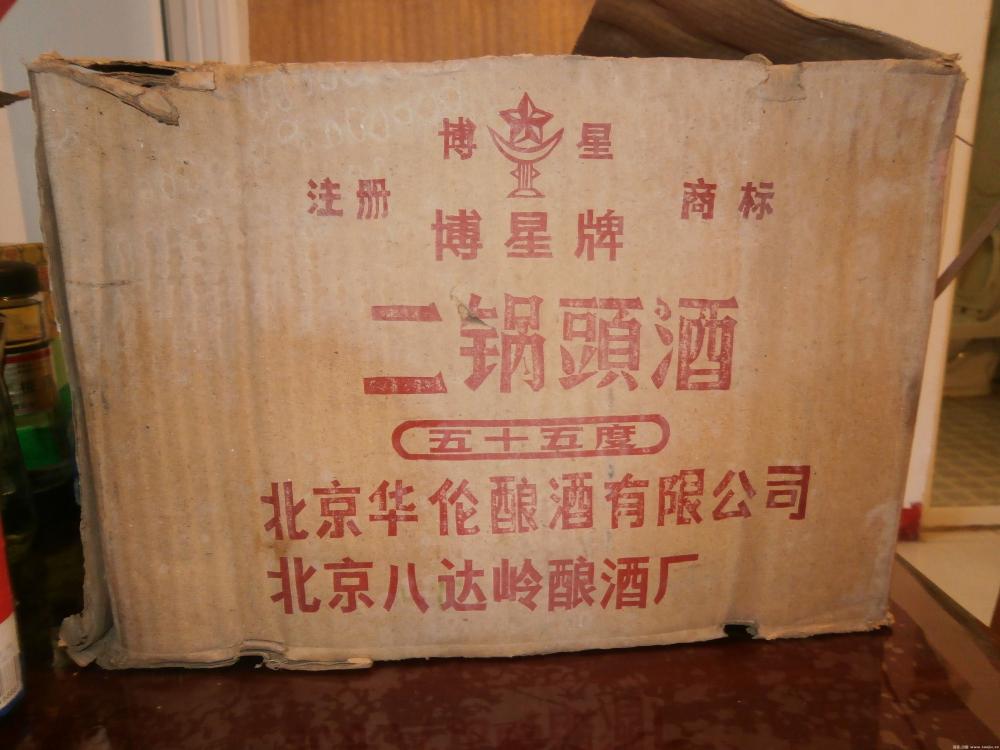 博 星
注册 商标
博星牌
二锅頭酒
五十五度
北京华伦酿酒有限公司
北京八达岭酿酒厂